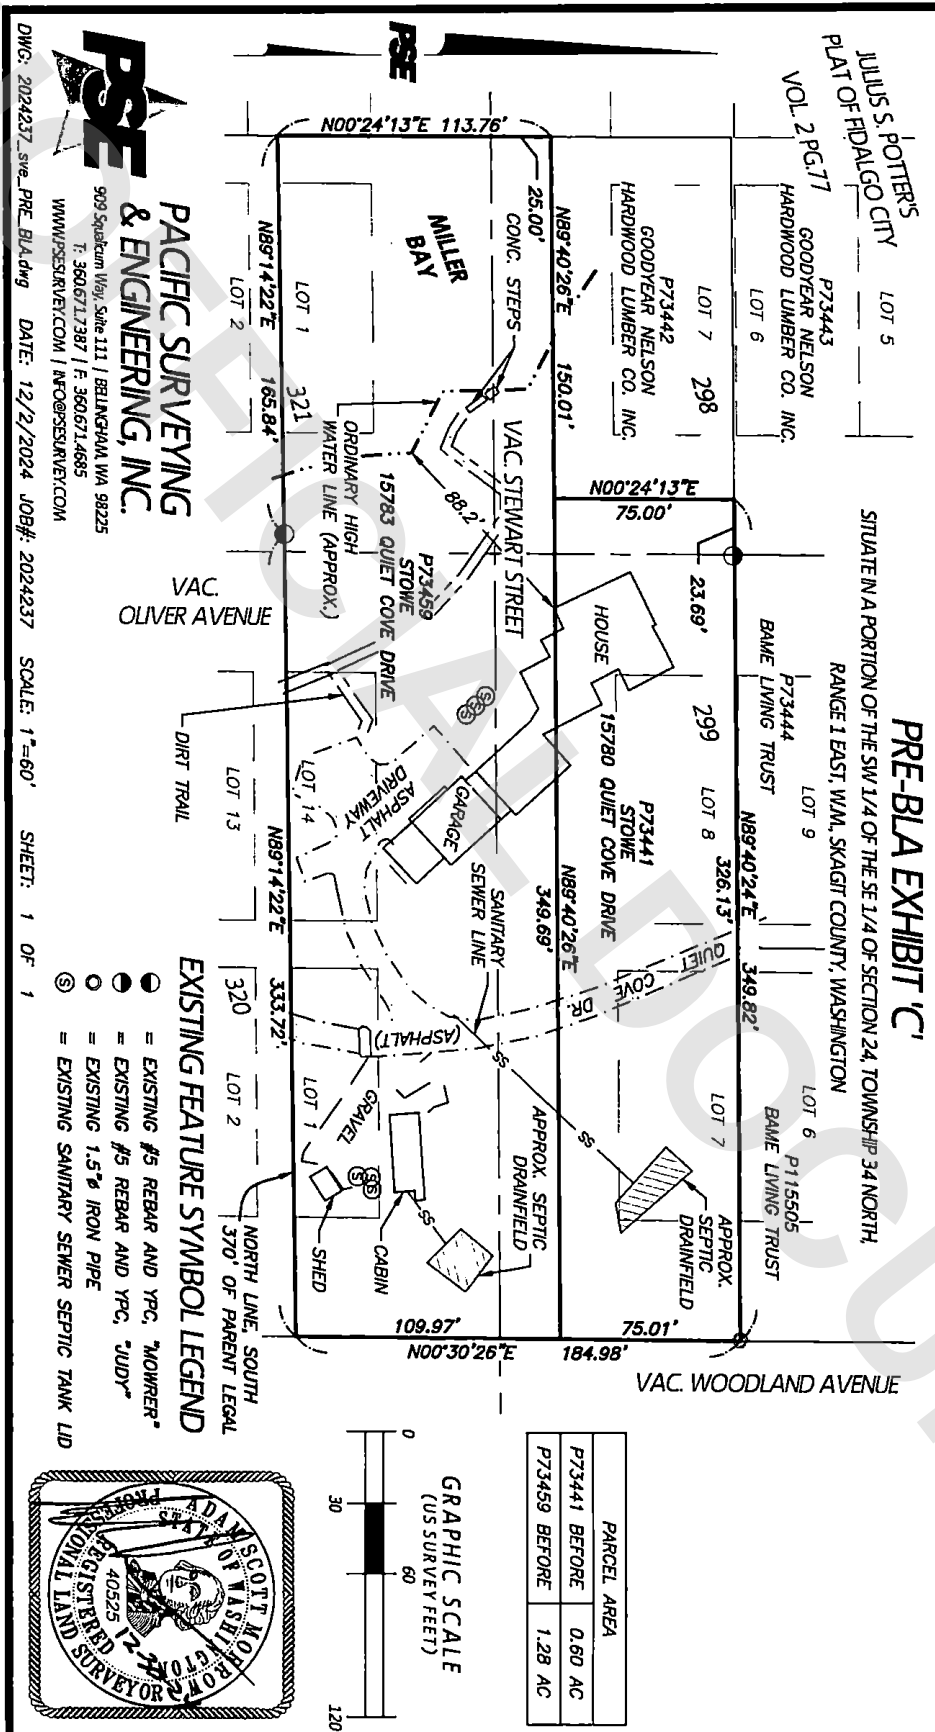 PRE-BLA EXHIBIT 'C'
SITUATE IN A PORTION OF THE SW 1/4 OF THE SE 1/4 OF SECTION 24, TOWNSHIP 34 NORTH,
RANGE 1 EAST, W.M., SKAGIT COUNTY, WASHINGTON
JULIUS S. POTTER'S
PLAT OF FIDALGO CITY
VOL. 2 PG.77
LOT 5
P73443
GOODYEAR NELSON
HARDWOOD LUMBER CO. INC.
LOT 6
LOT 7
298
P73442
GOODYEAR NELSON
HARDWOOD LUMBER CO. INC.
LOT 9
P73444
BAME LIVING TRUST
LOT 6
P115505
BAME LIVING TRUST
N89°40'24"E
349.82'
326.13'
23.69'
N00°24'13"E
75.00'
299
LOT 8
LOT 7
P73441
STOWE
15780 QUIET COVE DRIVE
HOUSE
QUIET
COVE
DR.
(ASPHALT)
APPROX.
SEPTIC
DRAINFIELD
VAC. WOODLAND AVENUE
75.01'
184.98'
N00°30'26"E
109.97'
N89°40'26"E
150.01'
N89°40'26"E
349.69'
N00°24'13"E 113.76'
25.00'
CONC. STEPS
MILLER
BAY
VAC. STEWART STREET
88.2'
P73459
STOWE
15783 QUIET COVE DRIVE
ORDINARY HIGH
WATER LINE (APPROX.)
GARAGE
ASPHALT
DRIVEWAY
SANITARY
SEWER LINE
SS
SS
SS
APPROX. SEPTIC
DRAINFIELD
S
S
S
S
S
S
GRAVEL
CABIN
SHED
LOT 1
321
LOT 2
LOT 14
LOT 13
LOT 1
320
LOT 2
N89°14'22"E
165.84'
N89°14'22"E
333.72'
VAC.
OLIVER AVENUE
DIRT TRAIL
NORTH LINE, SOUTH
370' OF PARENT LEGAL
PARCEL AREA
P73441 BEFORE 0.60 AC
P73459 BEFORE 1.28 AC
GRAPHIC SCALE
(US SURVEY FEET)
0 30 60 120
PSE
PSE
PACIFIC SURVEYING
& ENGINEERING, INC.
909 Squalicum Way, Suite 111 | BELLINGHAM, WA 98225
T: 360.671.7387 | F: 360.671.4685
WWW.PSESURVEY.COM | INFO@PSESURVEY.COM
EXISTING FEATURE SYMBOL LEGEND
= EXISTING #5 REBAR AND YPC, "MOWRER"
= EXISTING #5 REBAR AND YPC, "JUDY"
= EXISTING 1.5"ø IRON PIPE
S = EXISTING SANITARY SEWER SEPTIC TANK LID
ADAM SCOTT MORROW
STATE OF WASHINGTON
40525
REGISTERED
PROFESSIONAL LAND SURVEYOR
DWG: 2024237_sve_PRE_BLA.dwg DATE: 12/2/2024 JOB#: 2024237 SCALE: 1"=60' SHEET: 1 OF 1